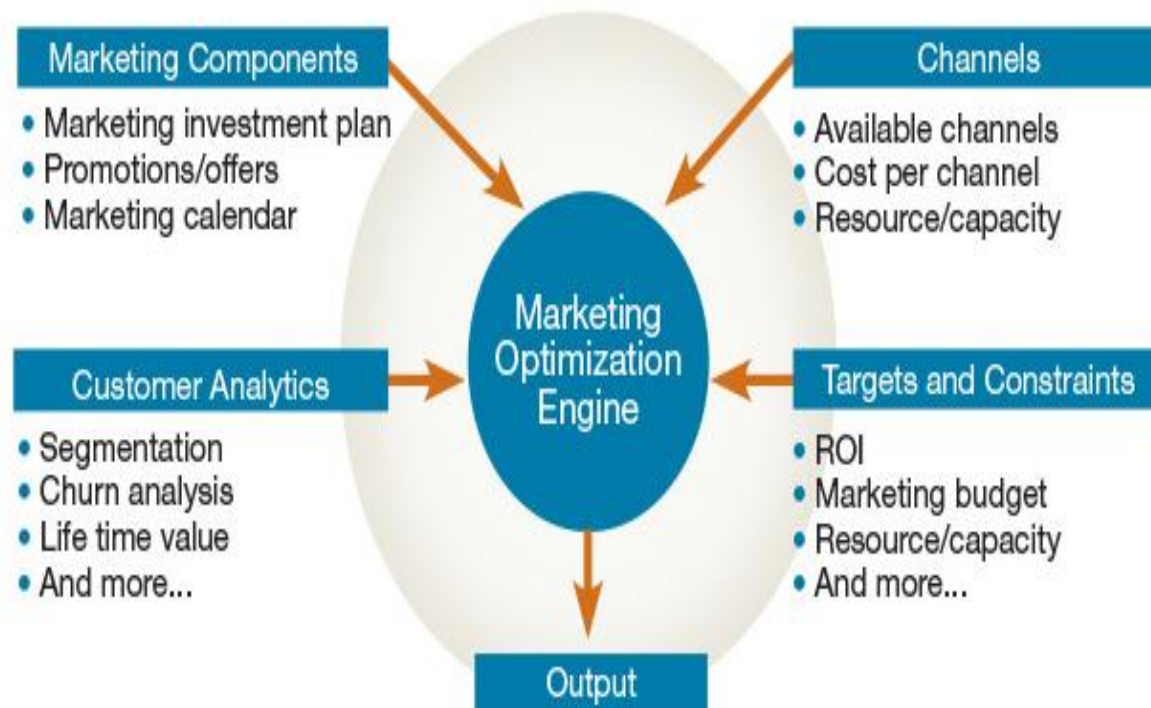 Marketing Components
• Marketing investment plan
• Promotions/offers
• Marketing calendar
Channels
• Available channels
• Cost per channel
• Resource/capacity
Marketing
Optimization
Engine
Customer Analytics
• Segmentation
• Churn analysis
• Life time value
• And more...
Targets and Constraints
• ROI
• Marketing budget
• Resource/capacity
• And more...
Output